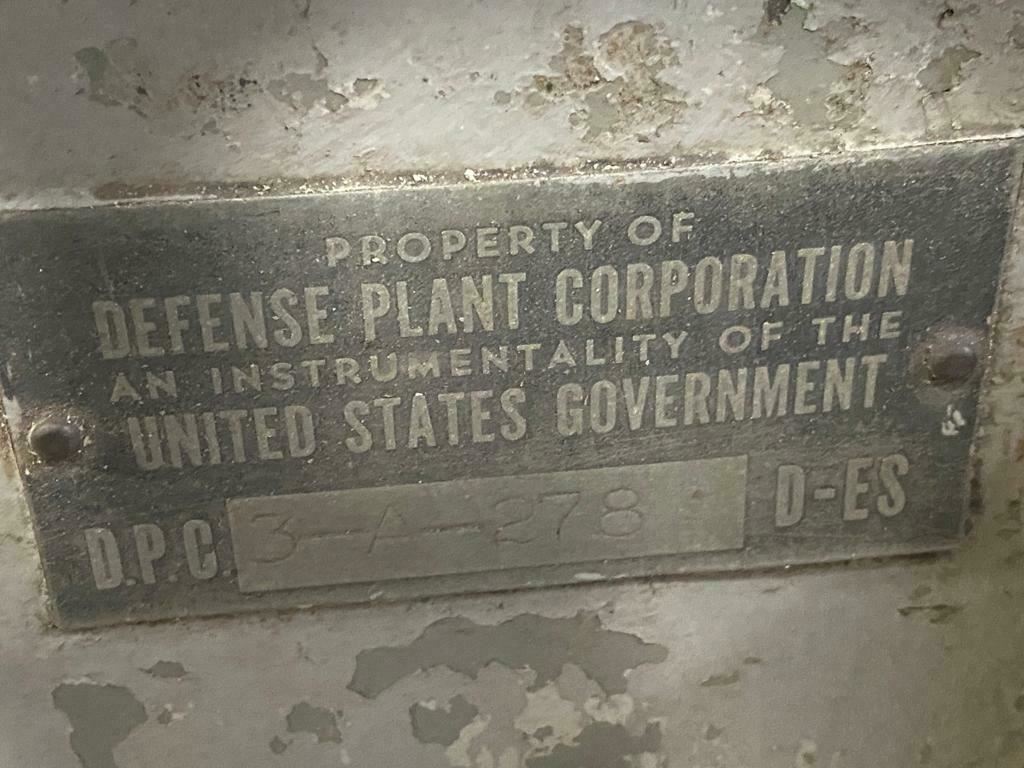 PROPERTY OF
DEFENSE PLANT CORPORATION
AN INSTRUMENTALITY OF THE
UNITED STATES GOVERNMENT
D.P.C. 3-A-278 D-ES